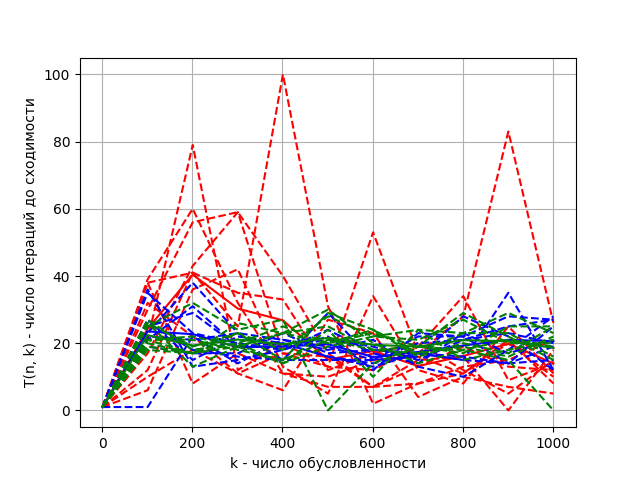 T(n, k) - число итераций до сходимости
100
80
60
40
20
0
0 200 400 600 800 1000
k - число обусловленности